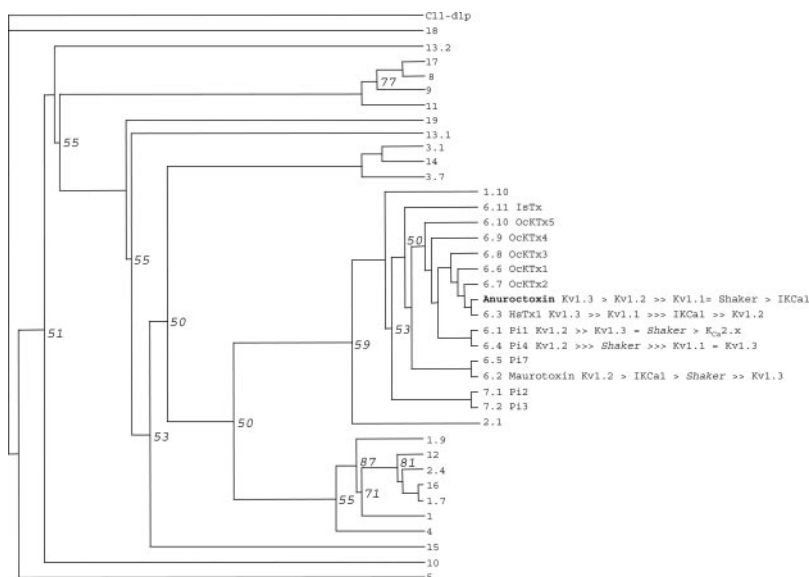 Cll-dlp
18
13.2
17
8
77
9
11
19
55
13.1
3.1
14
3.7
1.10
6.11 IsTx
6.10 OcKTx5
50
6.9 OcKTx4
6.8 OcKTx3
55
6.6 OcKTx1
6.7 OcKTx2
Anuroctoxin Kv1.3 > Kv1.2 >> Kv1.1= Shaker > IKCa1
6.3 HsTx1 Kv1.3 >> Kv1.1 >>> IKCa1 >> Kv1.2
50
53
6.1 Pi1 Kv1.2 >> Kv1.3 = Shaker > KCa2.x
51
59
6.4 Pi4 Kv1.2 >>> Shaker >>> Kv1.1 = Kv1.3
6.5 Pi7
6.2 Maurotoxin Kv1.2 > IKCa1 > Shaker >> Kv1.3
7.1 Pi2
7.2 Pi3
50
2.1
53
1.9
12
87
81
2.4
16
55
71
1.7
1
4
15
10